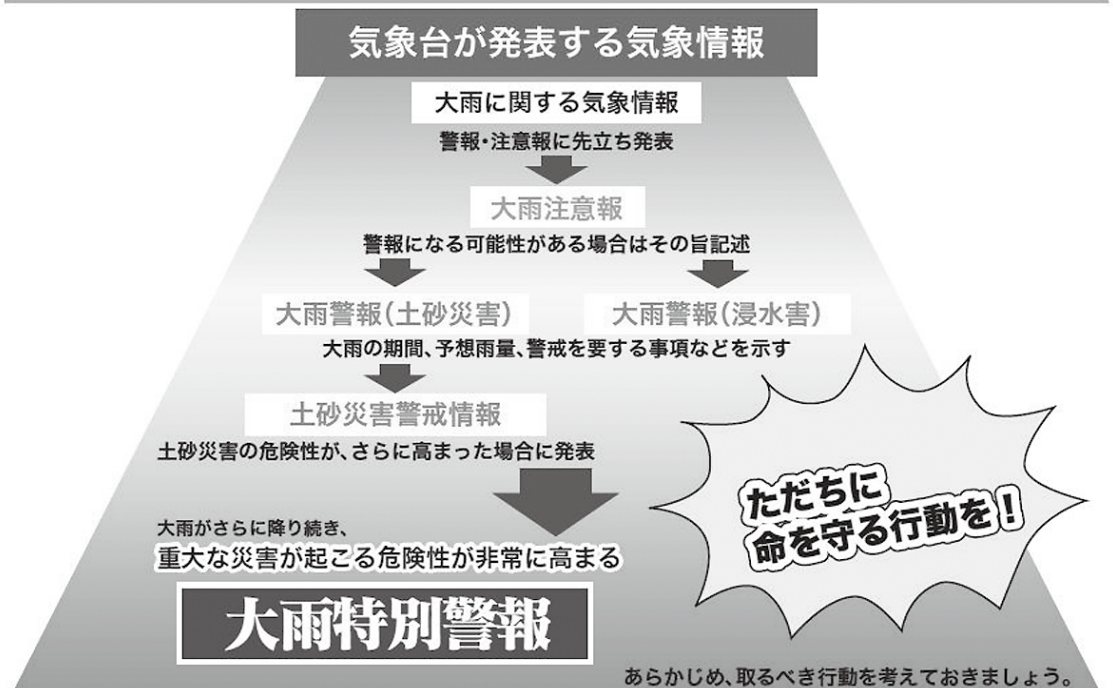 気象台が発表する気象情報
大雨に関する気象情報
警報・注意報に先立ち発表
大雨注意報
警報になる可能性がある場合はその旨記述
大雨警報(土砂災害)
大雨警報(浸水害)
大雨の期間、予想雨量、警戒を要する事項などを示す
土砂災害警戒情報
土砂災害の危険性が、さらに高まった場合に発表
大雨がさらに降り続き、
重大な災害が起こる危険性が非常に高まる
大雨特別警報
ただちに
命を守る行動を!
あらかじめ、取るべき行動を考えておきましょう。